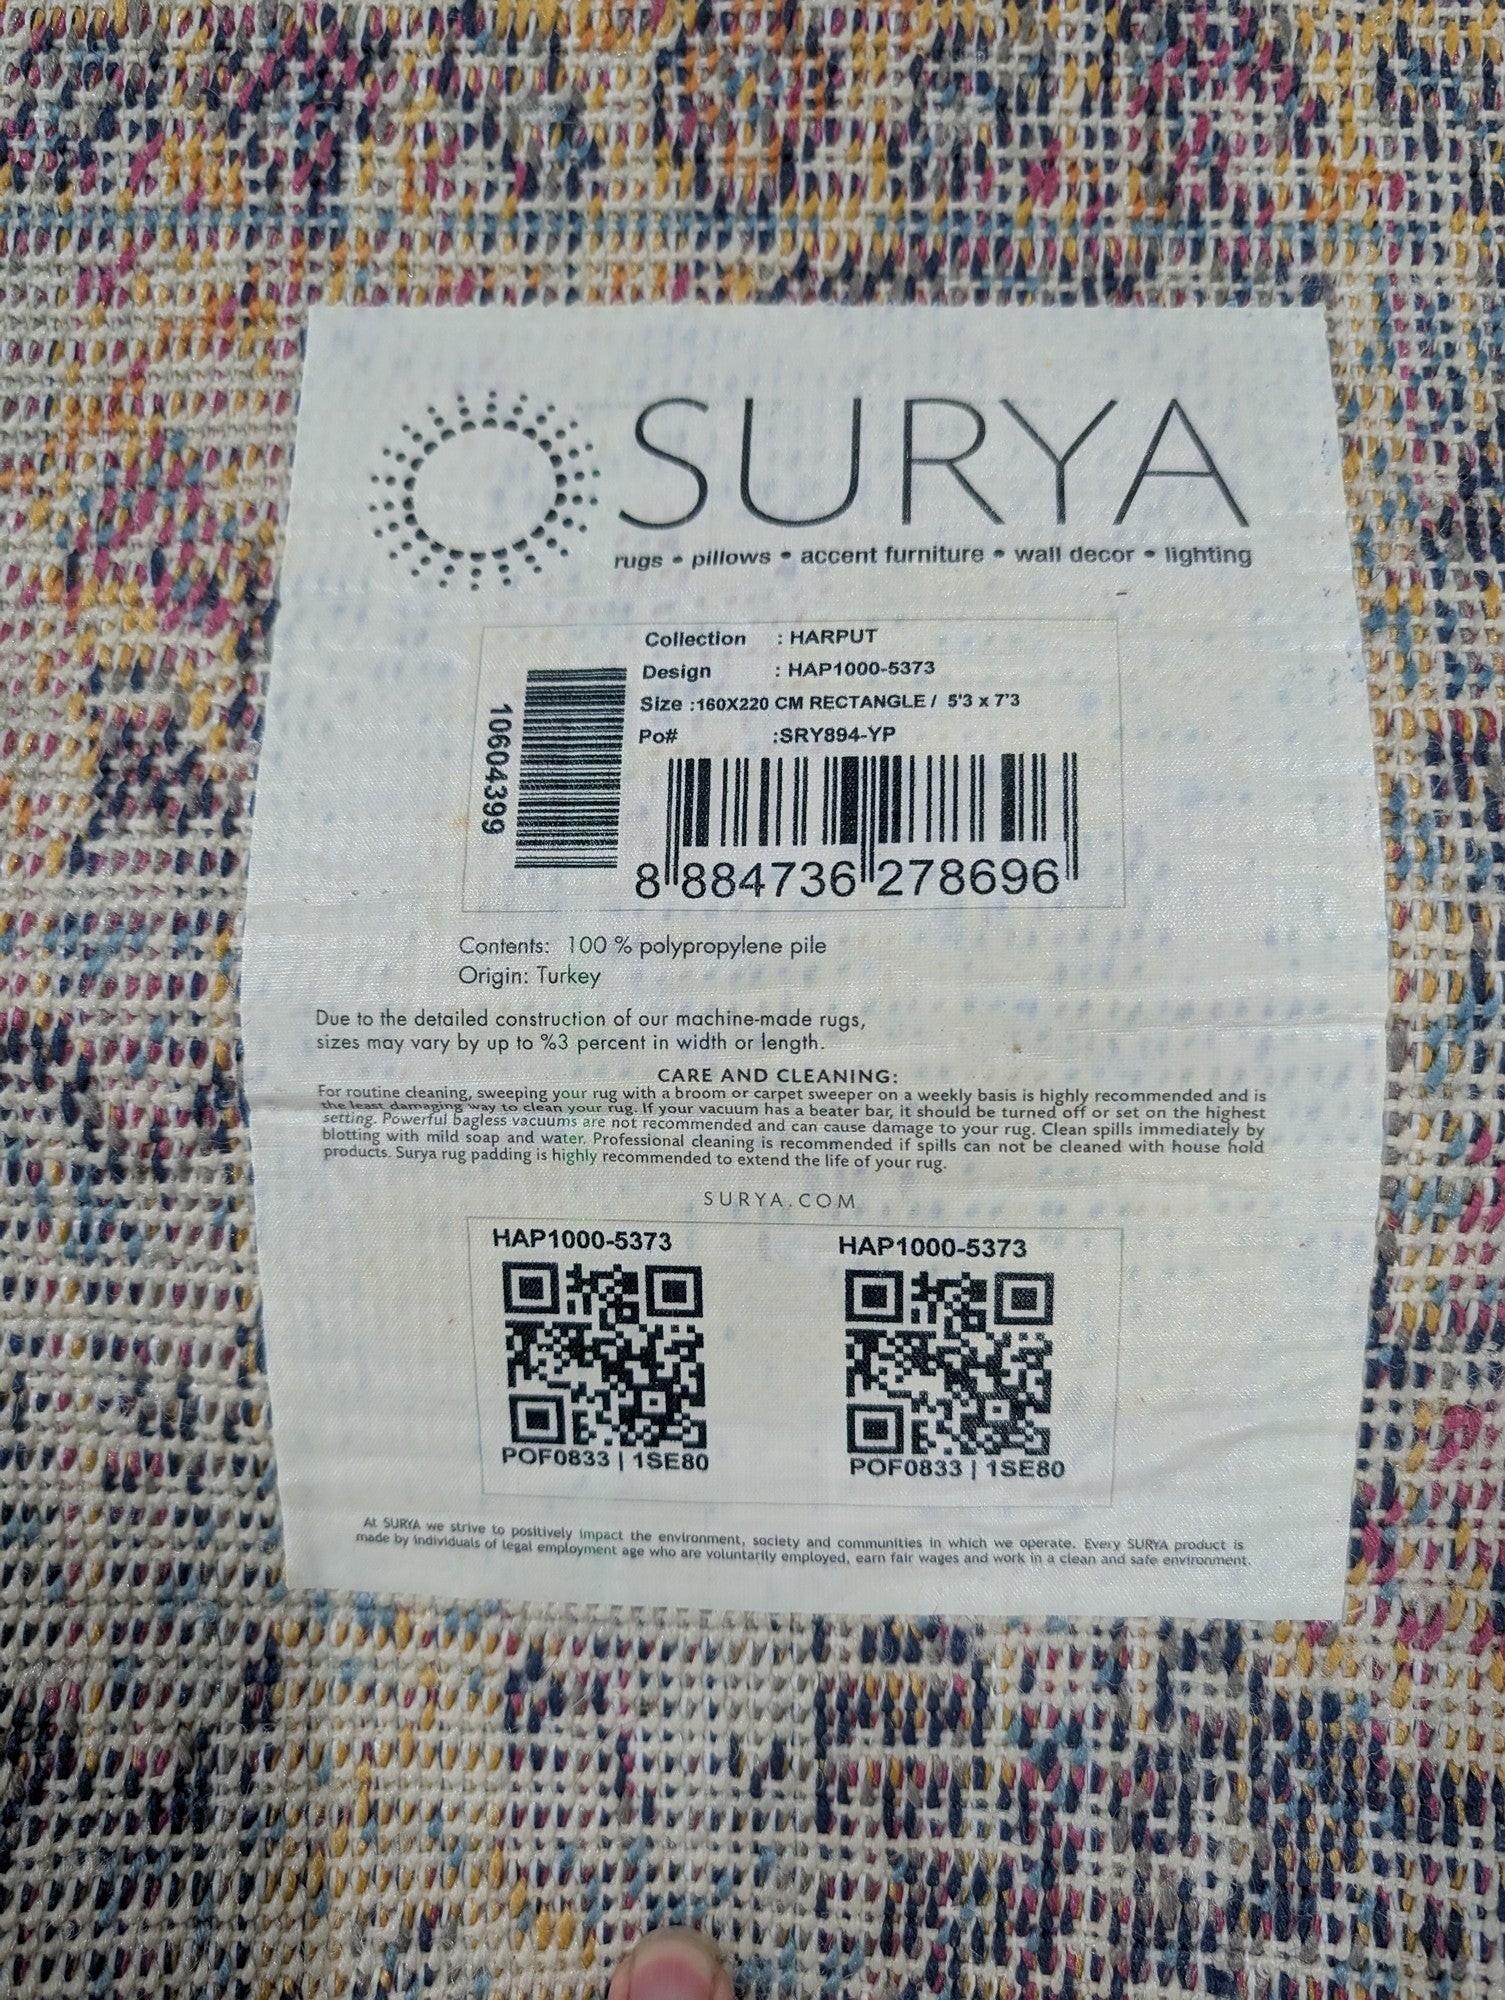 SURYA
rugs • pillows • accent furniture • wall decor • lighting
Collection : HARPUT
Design : HAP1000-5373
Size :160X220 CM RECTANGLE / 5'3 x 7'3
Po# :SRY894-YP
10604399
8 884736 278696
Contents: 100 % polypropylene pile
Origin: Turkey
Due to the detailed construction of our machine-made rugs,
sizes may vary by up to %3 percent in width or length.
CARE AND CLEANING:
For routine cleaning, sweeping your rug with a broom or carpet sweeper on a weekly basis is highly recommended and is
the least damaging way to clean your rug. If your vacuum has a beater bar, it should be turned off or set on the highest
setting. Powerful bagless vacuums are not recommended and can cause damage to your rug. Clean spills immediately by
blotting with mild soap and water. Professional cleaning is recommended if spills can not be cleaned with house hold
products. Surya rug padding is highly recommended to extend the life of your rug.
SURYA.COM
HAP1000-5373
POF0833 | 1SE80
HAP1000-5373
POF0833 | 1SE80
At SURYA we strive to positively impact the environment, society and communities in which we operate. Every SURYA product is
made by individuals of legal employment age who are voluntarily employed, earn fair wages and work in a clean and safe environment.